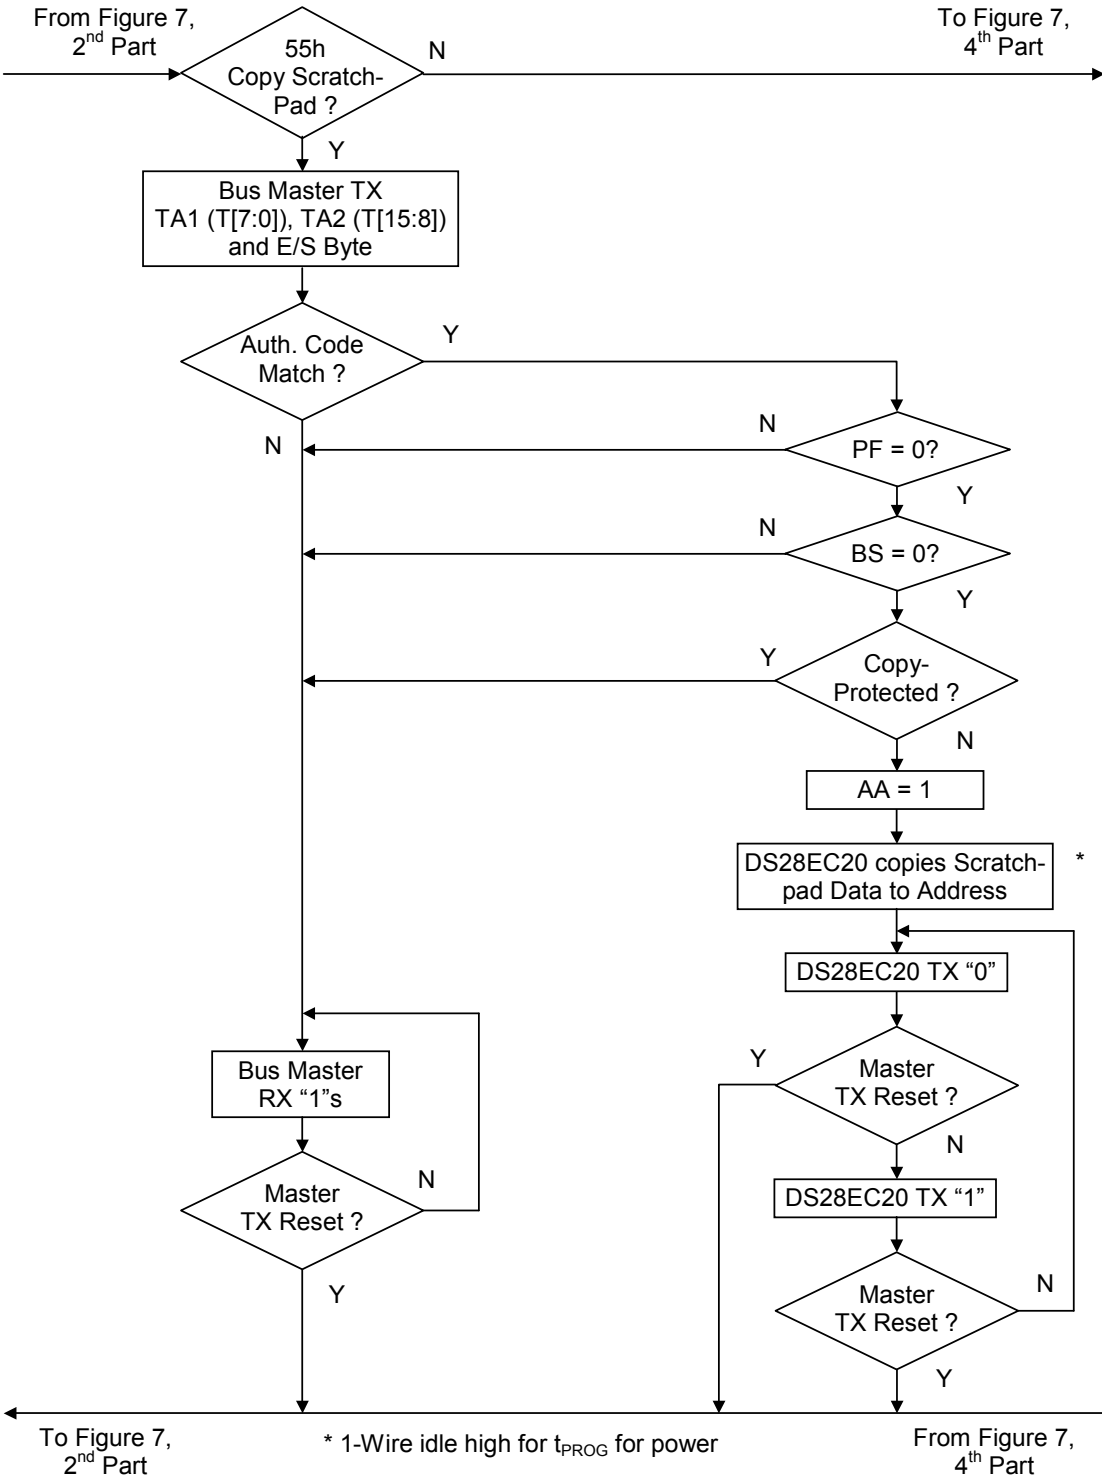 From Figure 7,
2nd Part
55h
Copy Scratch-
Pad ?
N
To Figure 7,
4th Part
Y
Bus Master TX
TA1 (T[7:0]), TA2 (T[15:8])
and E/S Byte
Auth. Code
Match ?
Y
N
PF = 0?
N
Y
BS = 0?
N
Y
Copy-
Protected ?
Y
N
AA = 1
DS28EC20 copies Scratch-
pad Data to Address
*
DS28EC20 TX “0”
Master
TX Reset ?
Y
N
DS28EC20 TX “1”
Master
TX Reset ?
N
Y
Bus Master
RX “1”s
Master
TX Reset ?
N
Y
To Figure 7,
2nd Part
* 1-Wire idle high for tPROG for power
From Figure 7,
4th Part